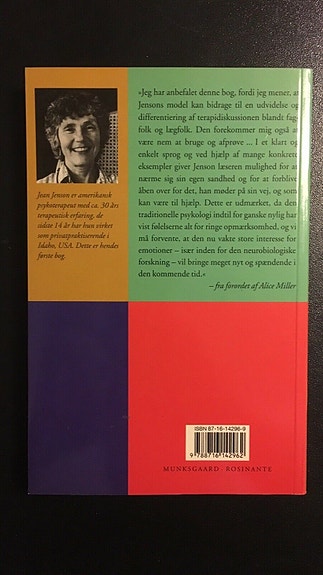 »Jeg har anbefalet denne bog, fordi jeg mener, at
Jensons model kan bidrage til en udvidelse og
differentiering af terapidiskussionen blandt fag-
folk og lægfolk. Den forekommer mig også at
være nem at bruge og afprøve ... I et klart og
enkelt sprog og ved hjælp af mange konkrete
eksempler giver Jenson læseren mulighed for at
nærme sig sin egen sandhed og for at forblive
åben over for det, han møder på sin vej, og som
kan være til hjælp. Dette er udmærket, da den
traditionelle psykologi indtil for ganske nylig har
vist følelserne alt for ringe opmærksomhed, og vi
må forvente, at den nu vakte store interesse for
emotioner – især inden for den neurobiologiske
forskning – vil bringe meget nyt og spændende i
den kommende tid.«
– fra forordet af Alice Miller
Jean Jenson er amerikansk
psykoterapeut med ca. 30 års
terapeutisk erfaring, de
sidste 14 år har hun virket
som privatpraktiserende i
Idaho, USA. Dette er hendes
første bog.
ISBN 87-16-14296-9
9 788716 142962
MUNKSGAARD · ROSINANTE